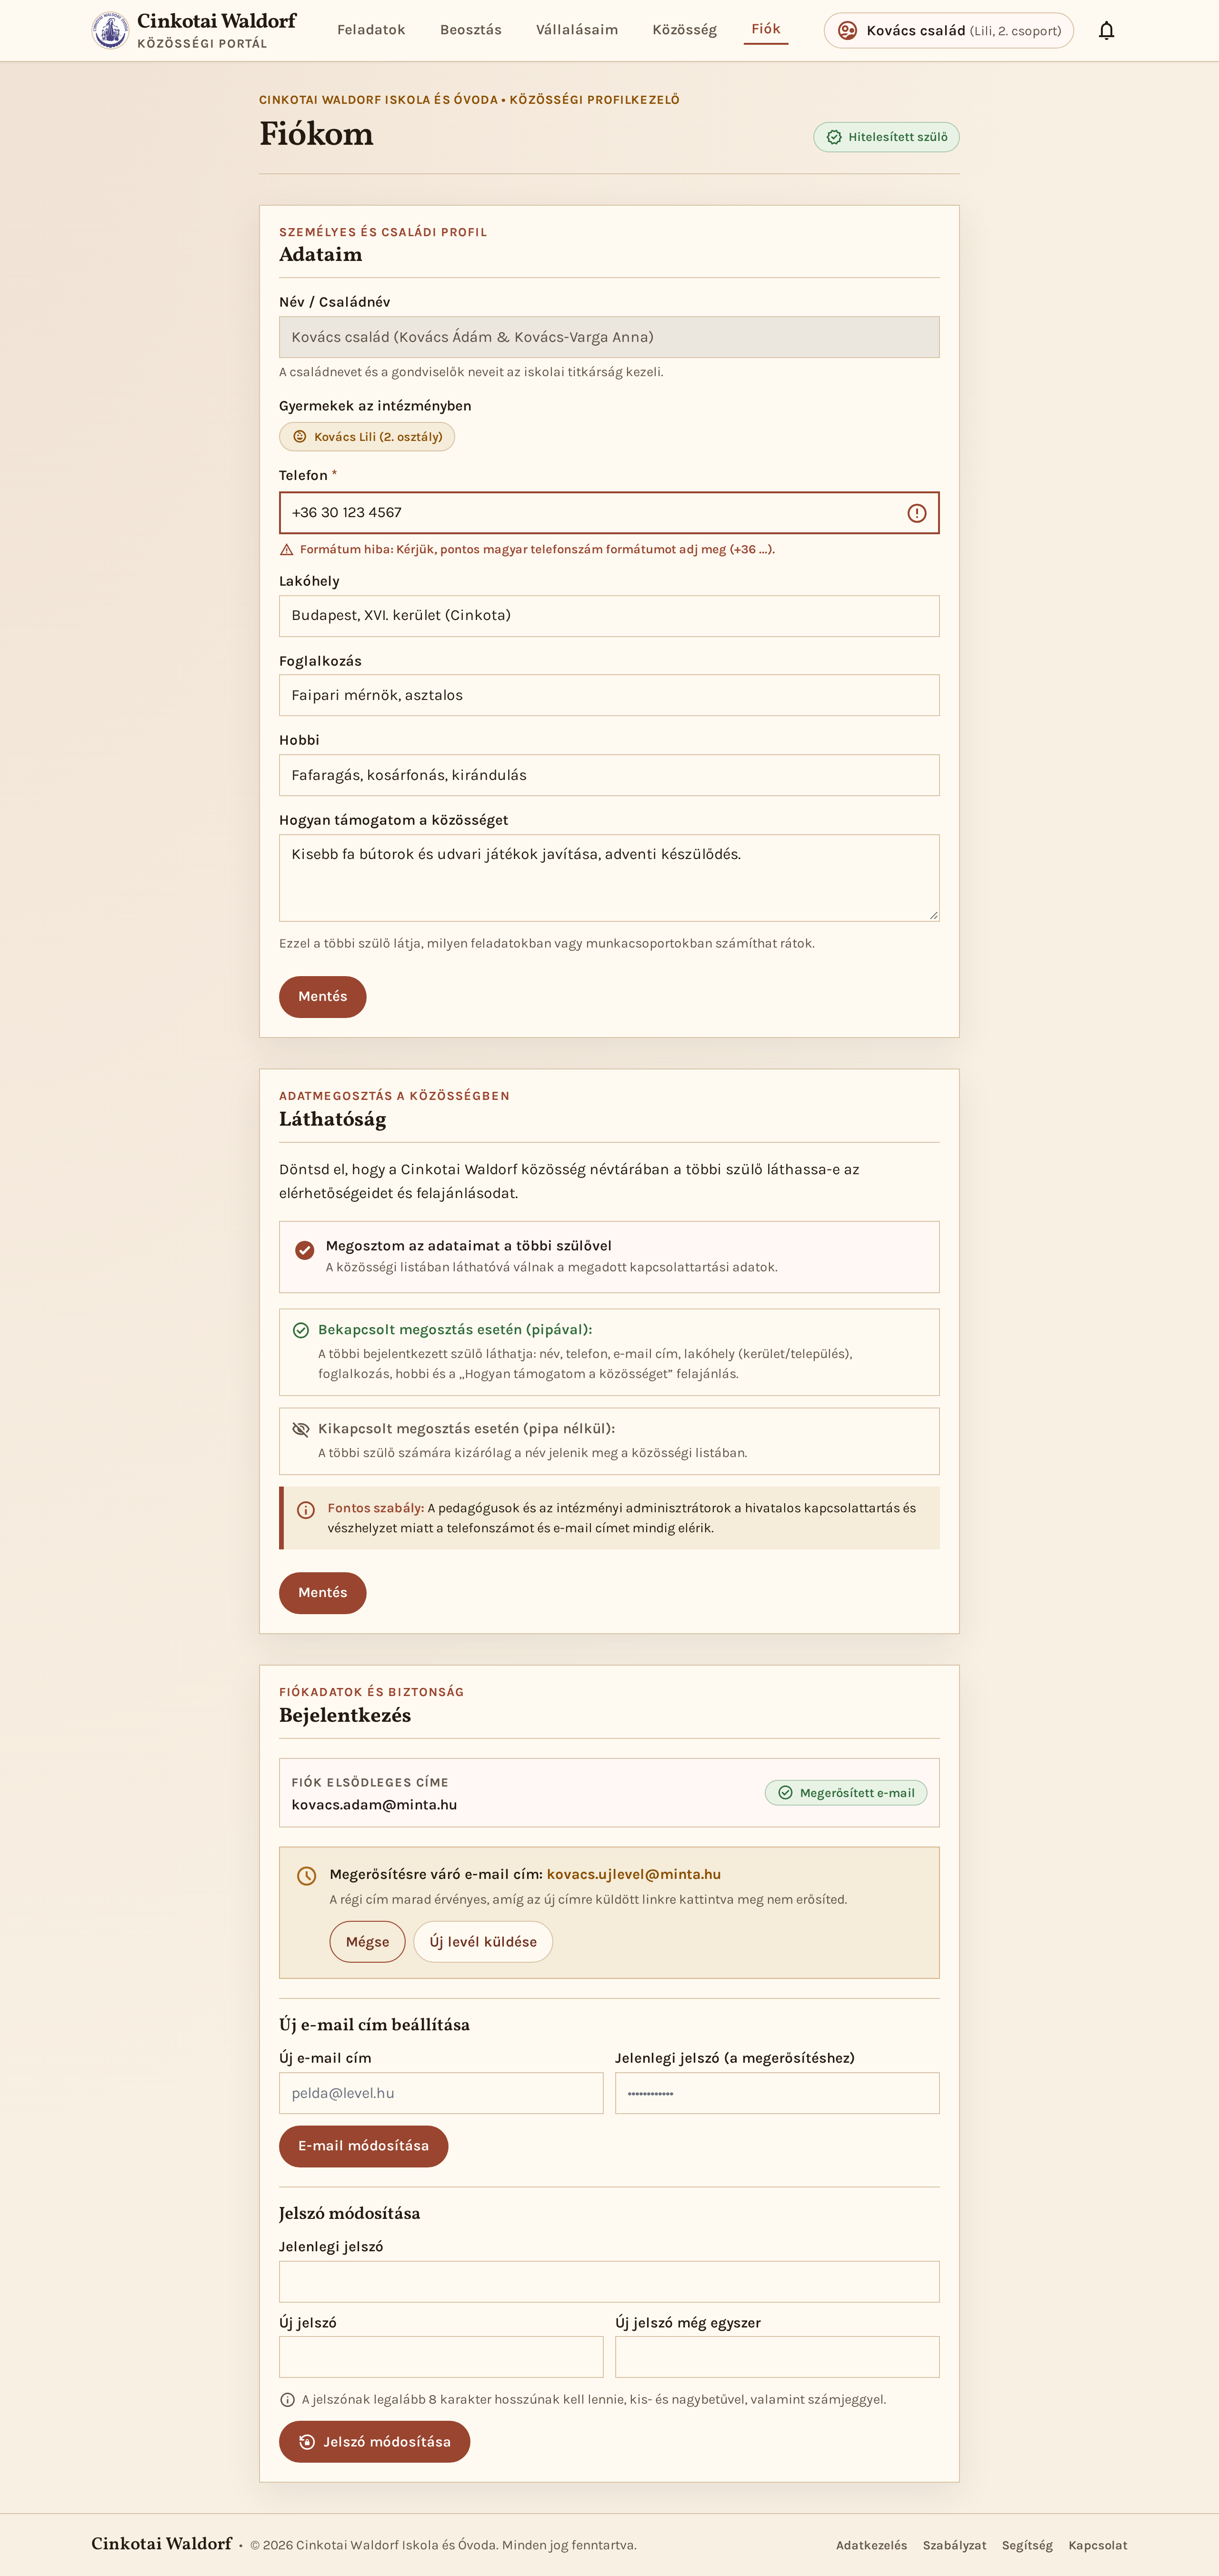 Cinkotai Waldorf
KÖZÖSSÉGI PORTÁL
Feladatok
Beosztás
Vállalásaim
Közösség
Fiók
Kovács család (Lili, 2. csoport)
CINKOTAI WALDORF ISKOLA ÉS ÓVODA • KÖZÖSSÉGI PROFILKEZELŐ
Fiókom
Hitelesített szülő
SZEMÉLYES ÉS CSALÁDI PROFIL
Adataim
Név / Családnév
Kovács család (Kovács Ádám & Kovács-Varga Anna)
A családnevet és a gondviselők neveit az iskolai titkárság kezeli.
Gyermekek az intézményben
Kovács Lili (2. osztály)
Telefon *
+36 30 123 4567
Formátum hiba: Kérjük, pontos magyar telefonszám formátumot adj meg (+36 ...).
Lakóhely
Budapest, XVI. kerület (Cinkota)
Foglalkozás
Faipari mérnök, asztalos
Hobbi
Fafaragás, kosárfonás, kirándulás
Hogyan támogatom a közösséget
Kisebb fa bútorok és udvari játékok javítása, adventi készülődés.
Ezzel a többi szülő látja, milyen feladatokban vagy munkacsoportokban számíthat rátok.
Mentés
ADATMEGOSZTÁS A KÖZÖSSÉGBEN
Láthatóság
Döntsd el, hogy a Cinkotai Waldorf közösség névtárában a többi szülő láthassa-e az
elérhetőségeidet és felajánlásodat.
Megosztom az adataimat a többi szülővel
A közösségi listában láthatóvá válnak a megadott kapcsolattartási adatok.
Bekapcsolt megosztás esetén (pipával):
A többi bejelentkezett szülő láthatja: név, telefon, e-mail cím, lakóhely (kerület/település),
foglalkozás, hobbi és a „Hogyan támogatom a közösséget” felajánlás.
Kikapcsolt megosztás esetén (pipa nélkül):
A többi szülő számára kizárólag a név jelenik meg a közösségi listában.
Fontos szabály: A pedagógusok és az intézményi adminisztrátorok a hivatalos kapcsolattartás és
vészhelyzet miatt a telefonszámot és e-mail címet mindig elérik.
Mentés
FIÓKADATOK ÉS BIZTONSÁG
Bejelentkezés
FIÓK ELSŐDLEGES CÍME
kovacs.adam@minta.hu
Megerősített e-mail
Megerősítésre váró e-mail cím: kovacs.ujlevel@minta.hu
A régi cím marad érvényes, amíg az új címre küldött linkre kattintva meg nem erősíted.
Mégse
Új levél küldése
Új e-mail cím beállítása
Új e-mail cím
Jelenlegi jelszó (a megerősítéshez)
pelda@level.hu
••••••••••••
E-mail módosítása
Jelszó módosítása
Jelenlegi jelszó
Új jelszó
Új jelszó még egyszer
A jelszónak legalább 8 karakter hosszúnak kell lennie, kis- és nagybetűvel, valamint számjeggyel.
Jelszó módosítása
Cinkotai Waldorf • © 2026 Cinkotai Waldorf Iskola és Óvoda. Minden jog fenntartva.
Adatkezelés
Szabályzat
Segítség
Kapcsolat